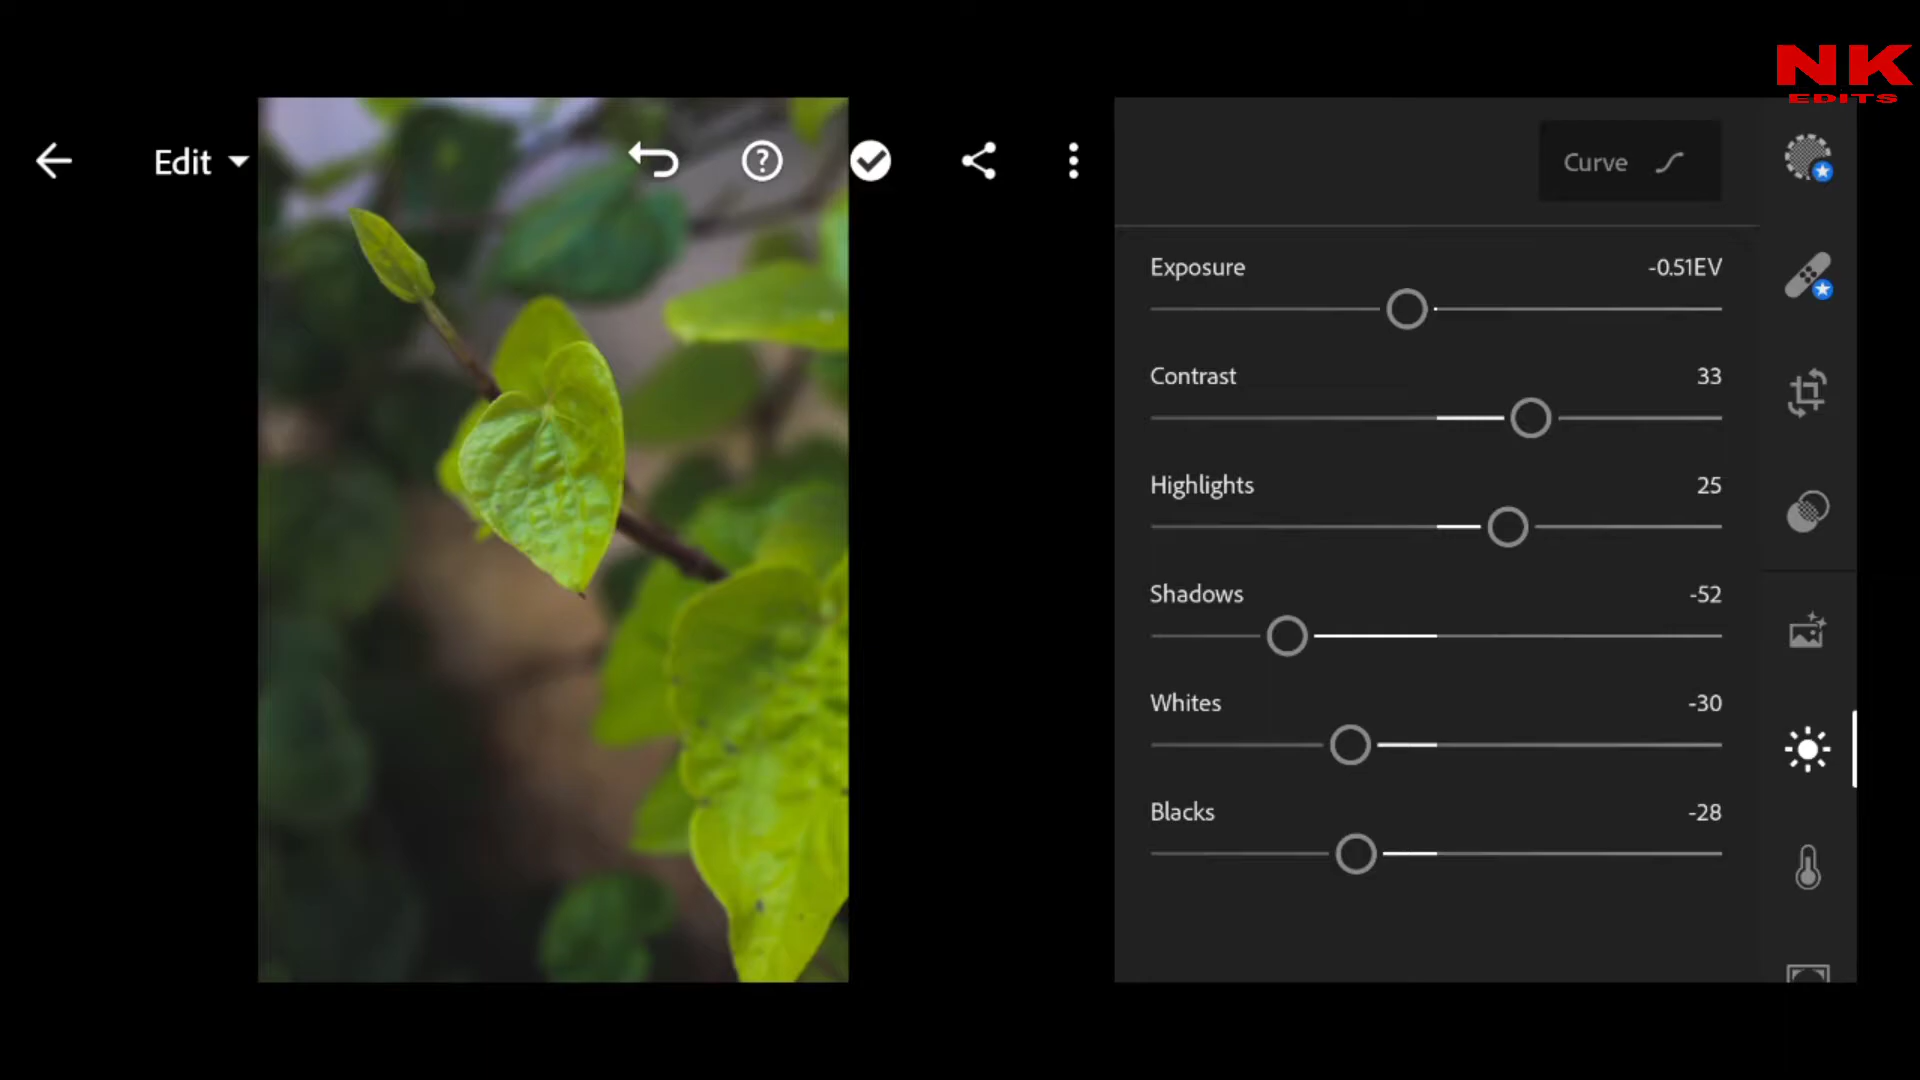 NK
EDITS
Edit
Curve
Exposure -0.51EV
Contrast 33
Highlights 25
Shadows -52
Whites -30
Blacks -28